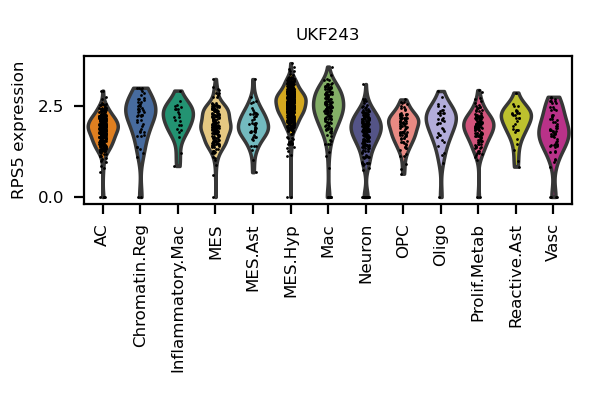 UKF243
RPS5 expression
2.5
0.0
AC
Chromatin.Reg
Inflammatory.Mac
MES
MES.Ast
MES.Hyp
Mac
Neuron
OPC
Oligo
Prolif.Metab
Reactive.Ast
Vasc